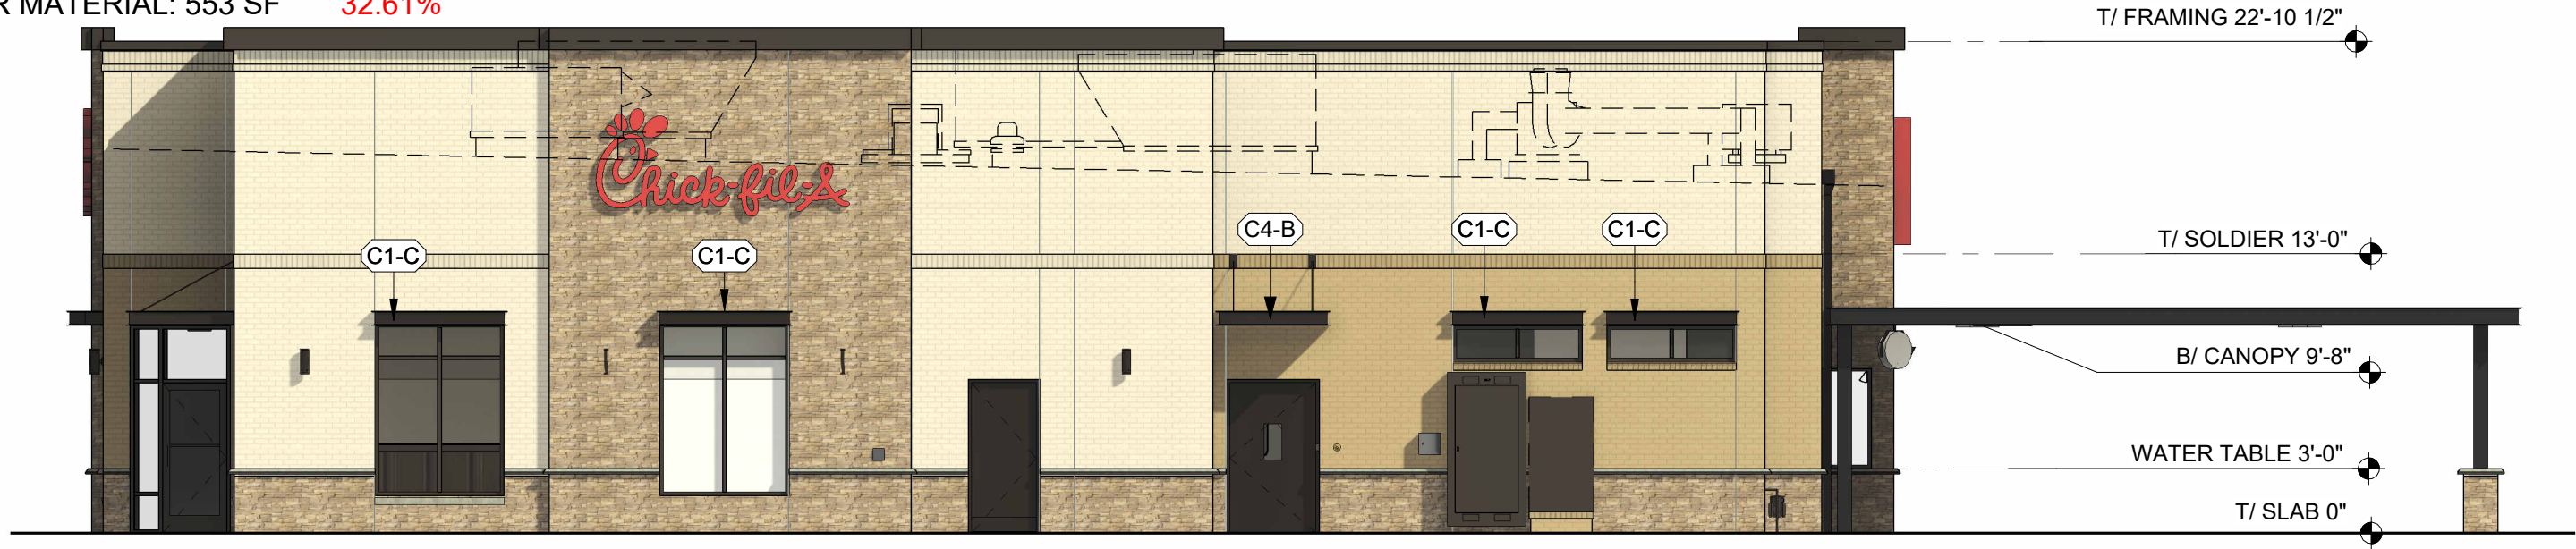 R MATERIAL: 553 SF 32.61%
T/ FRAMING 22'-10 1/2"
Chick-fil-A
C4-B
C1-C
C1-C
T/ SOLDIER 13'-0"
C1-C
C1-C
B/ CANOPY 9'-8"
WATER TABLE 3'-0"
T/ SLAB 0"